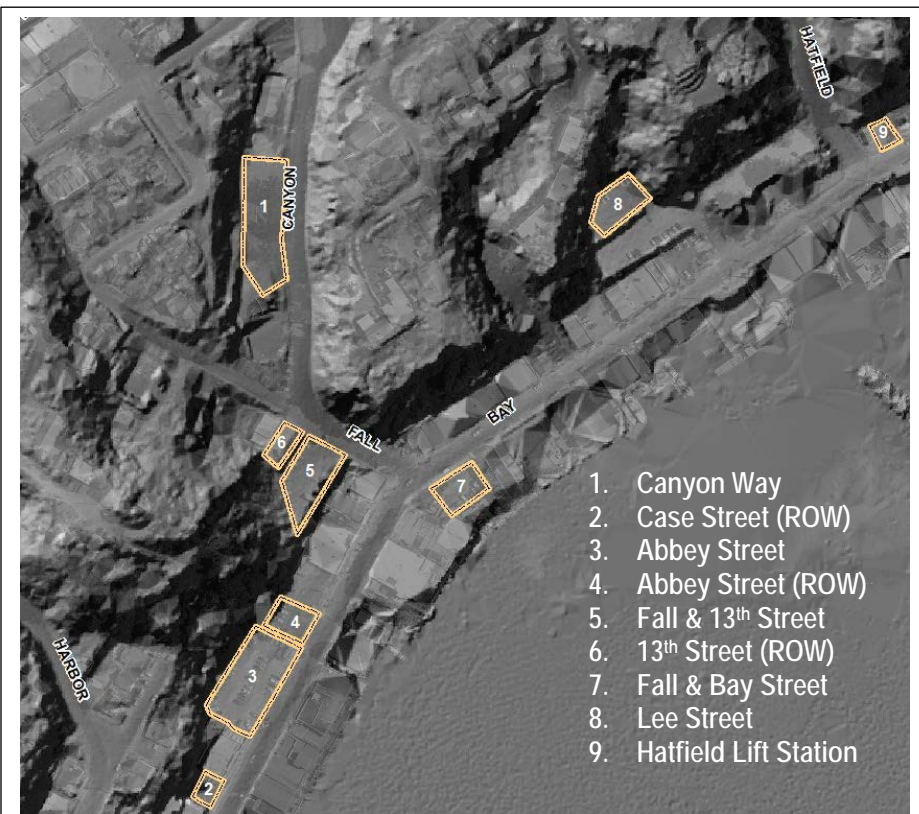 HATFIELD
9
8
1
CANYON
6
5
FALL
BAY
7
4
3
HARBOR
2
1. Canyon Way
2. Case Street (ROW)
3. Abbey Street
4. Abbey Street (ROW)
5. Fall & 13th Street
6. 13th Street (ROW)
7. Fall & Bay Street
8. Lee Street
9. Hatfield Lift Station